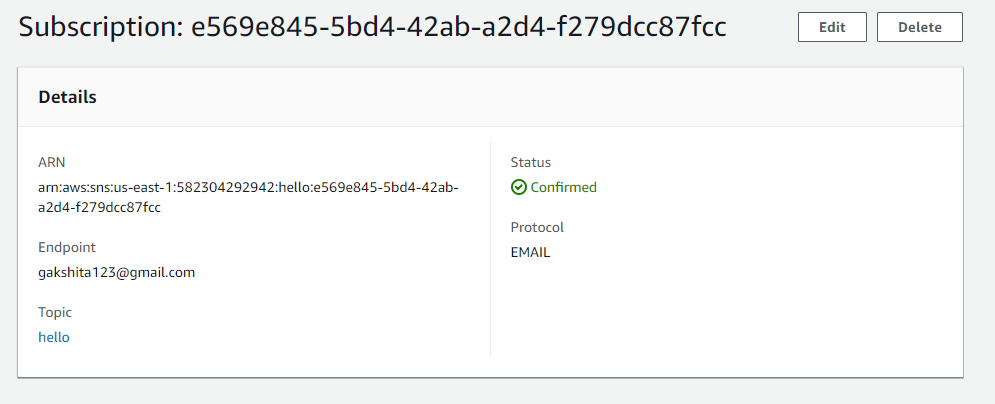 Subscription: e569e845-5bd4-42ab-a2d4-f279dcc87fcc
Edit
Delete
Details
ARN
arn:aws:sns:us-east-1:582304292942:hello:e569e845-5bd4-42ab-
a2d4-f279dcc87fcc
Endpoint
gakshita123@gmail.com
Topic
hello
Status
Confirmed
Protocol
EMAIL